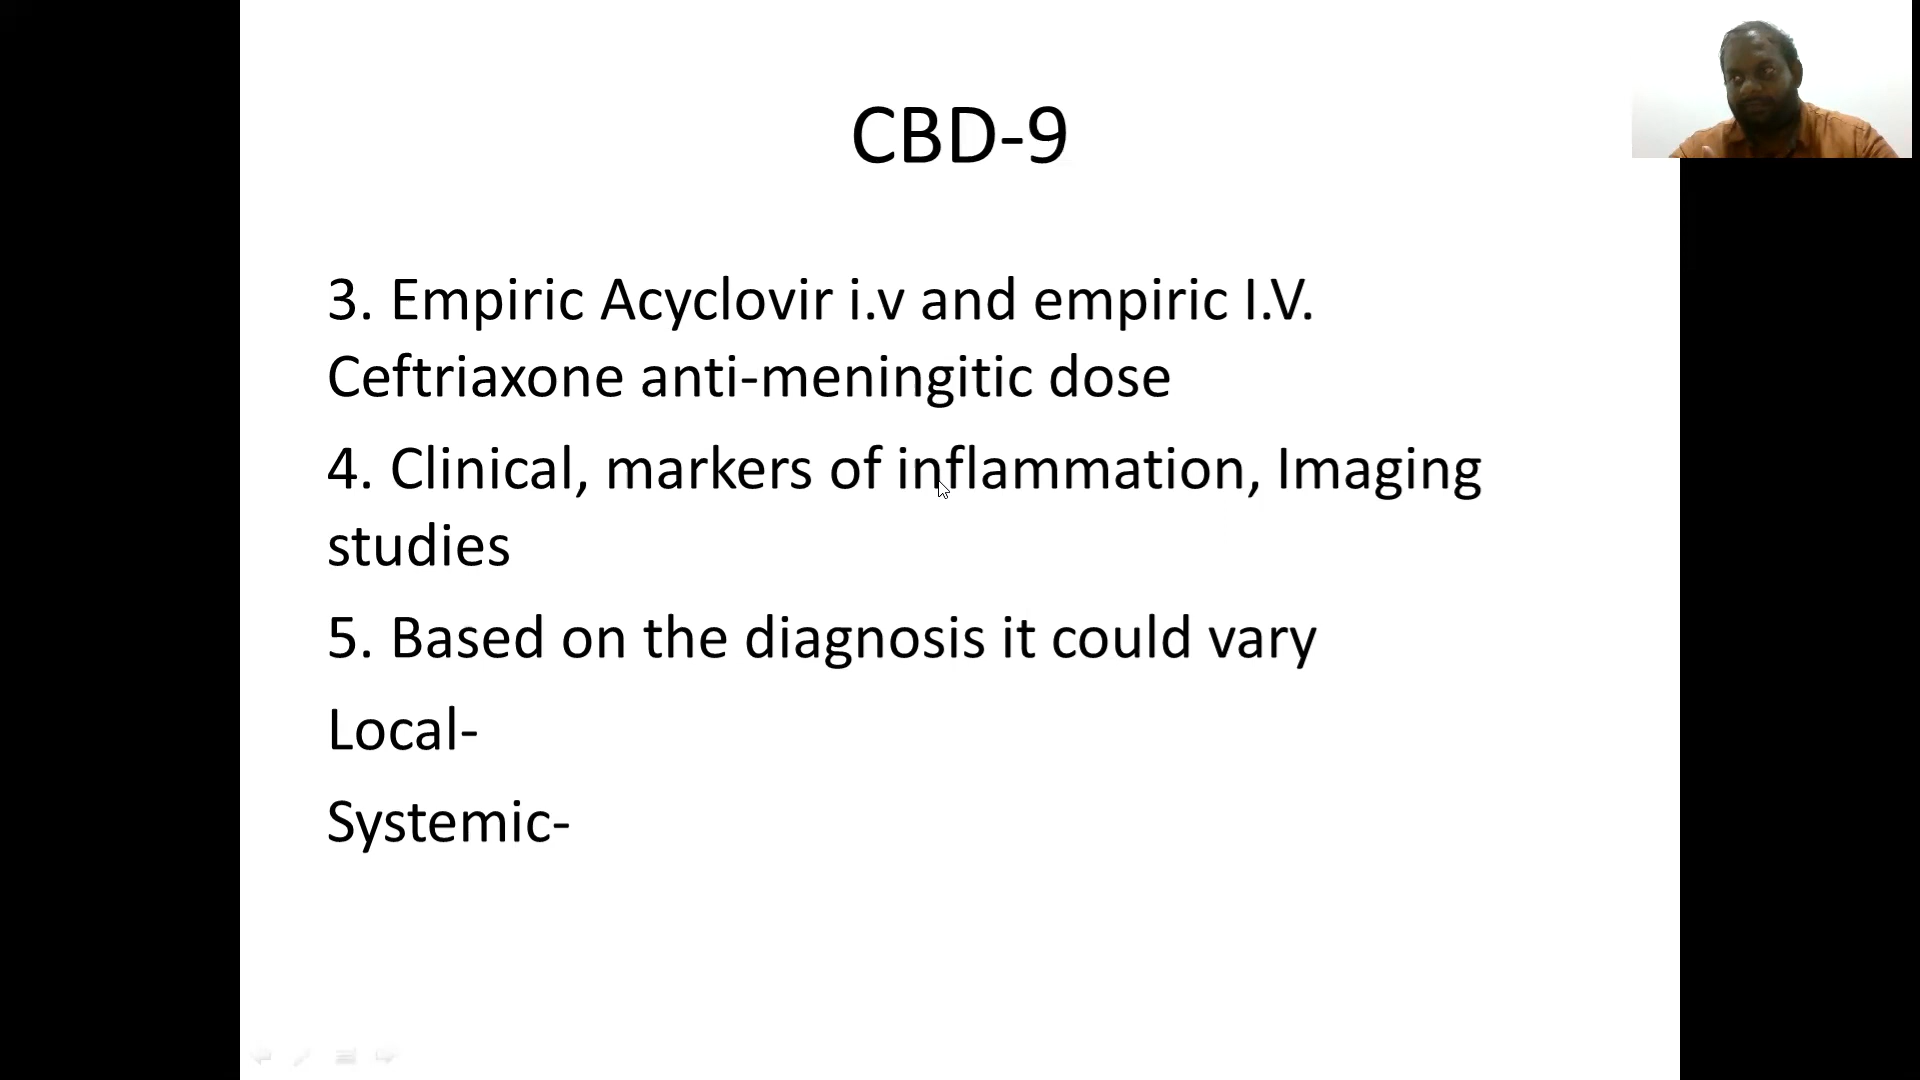 CBD-9
3. Empiric Acyclovir i.v and empiric I.V.
Ceftriaxone anti-meningitic dose
4. Clinical, markers of inflammation, Imaging
studies
5. Based on the diagnosis it could vary
Local-
Systemic-